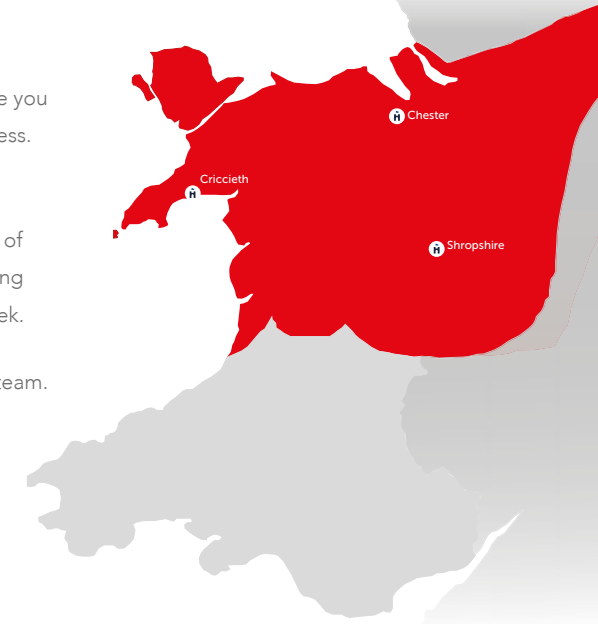 e you
ess.
of
ng
ek.
team.
Chester
Criccieth
Shropshire